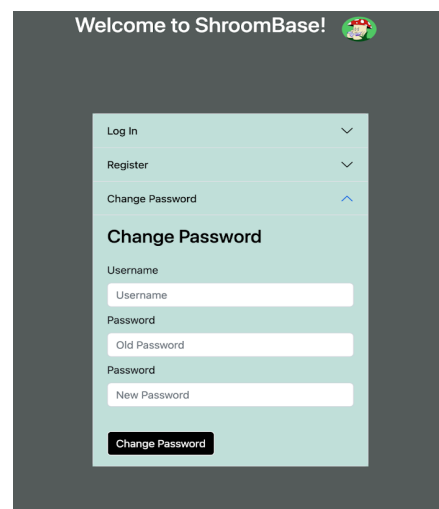 Welcome to ShroomBase!
Log In
Register
Change Password
Change Password
Username
Username
Password
Old Password
Password
New Password
Change Password